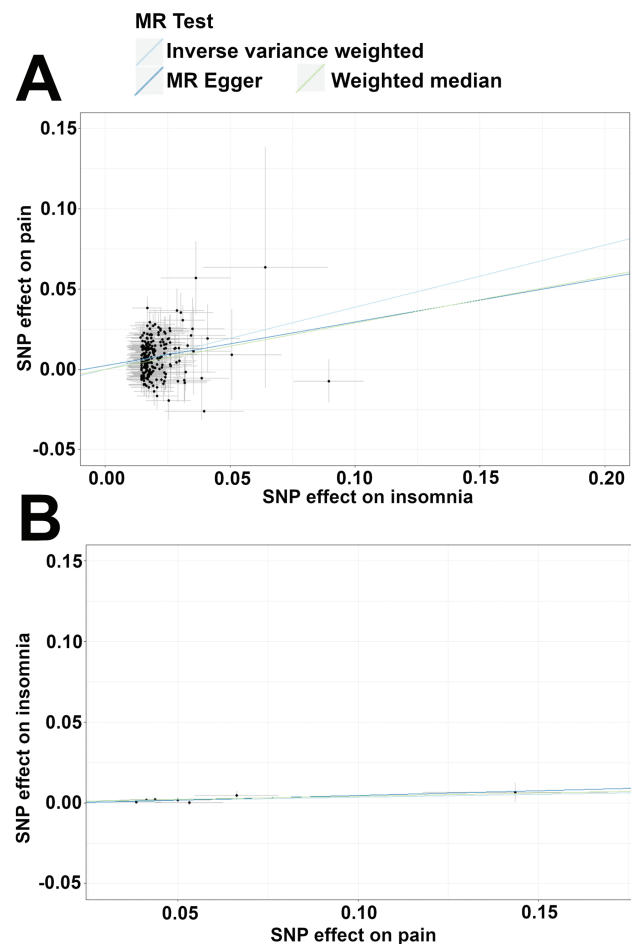 MR Test
Inverse variance weighted
MR Egger Weighted median
A
0.15
0.10
0.05
0.00
-0.05
SNP effect on pain
0.00 0.05 0.10 0.15 0.20
SNP effect on insomnia
B
0.15
0.10
0.05
0.00
-0.05
SNP effect on insomnia
0.05 0.10 0.15
SNP effect on pain